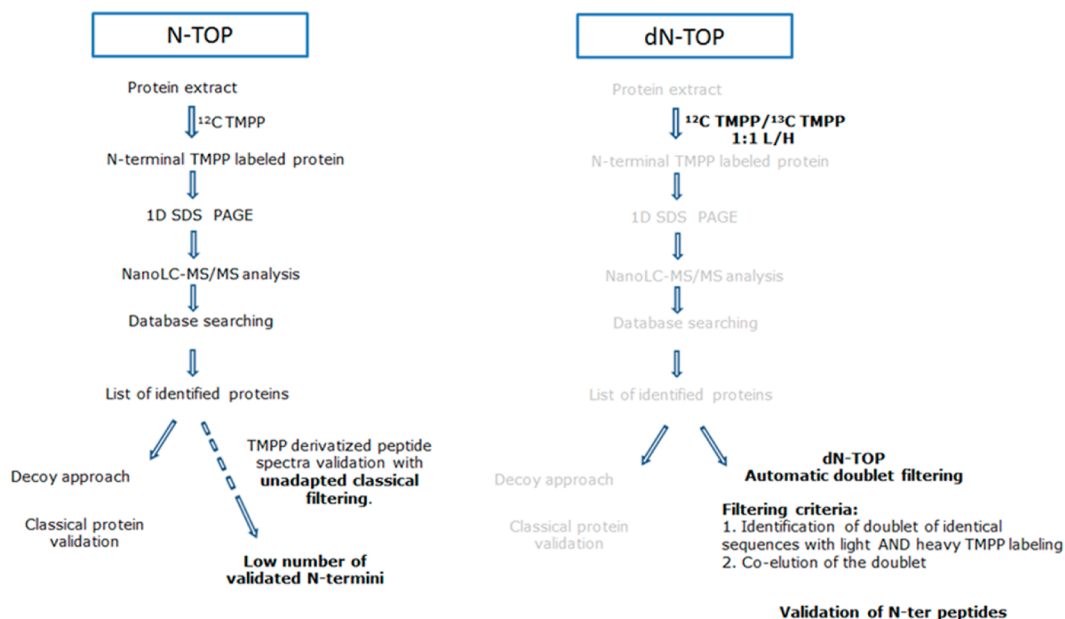 N-TOP
Protein extract
¹²C TMPP
N-terminal TMPP labeled protein
1D SDS PAGE
NanoLC-MS/MS analysis
Database searching
List of identified proteins
TMPP derivatized peptide
spectra validation with
unadapted classical
filtering.
Decoy approach
Classical protein
validation
Low number of
validated N-termini
dN-TOP
Protein extract
¹²C TMPP/¹³C TMPP
1:1 L/H
N-terminal TMPP labeled protein
1D SDS PAGE
NanoLC-MS/MS analysis
Database searching
List of identified proteins
Decoy approach
Classical protein
validation
dN-TOP
Automatic doublet filtering
Filtering criteria:
1. Identification of doublet of identical
sequences with light AND heavy TMPP labeling
2. Co-elution of the doublet
Validation of N-ter peptides